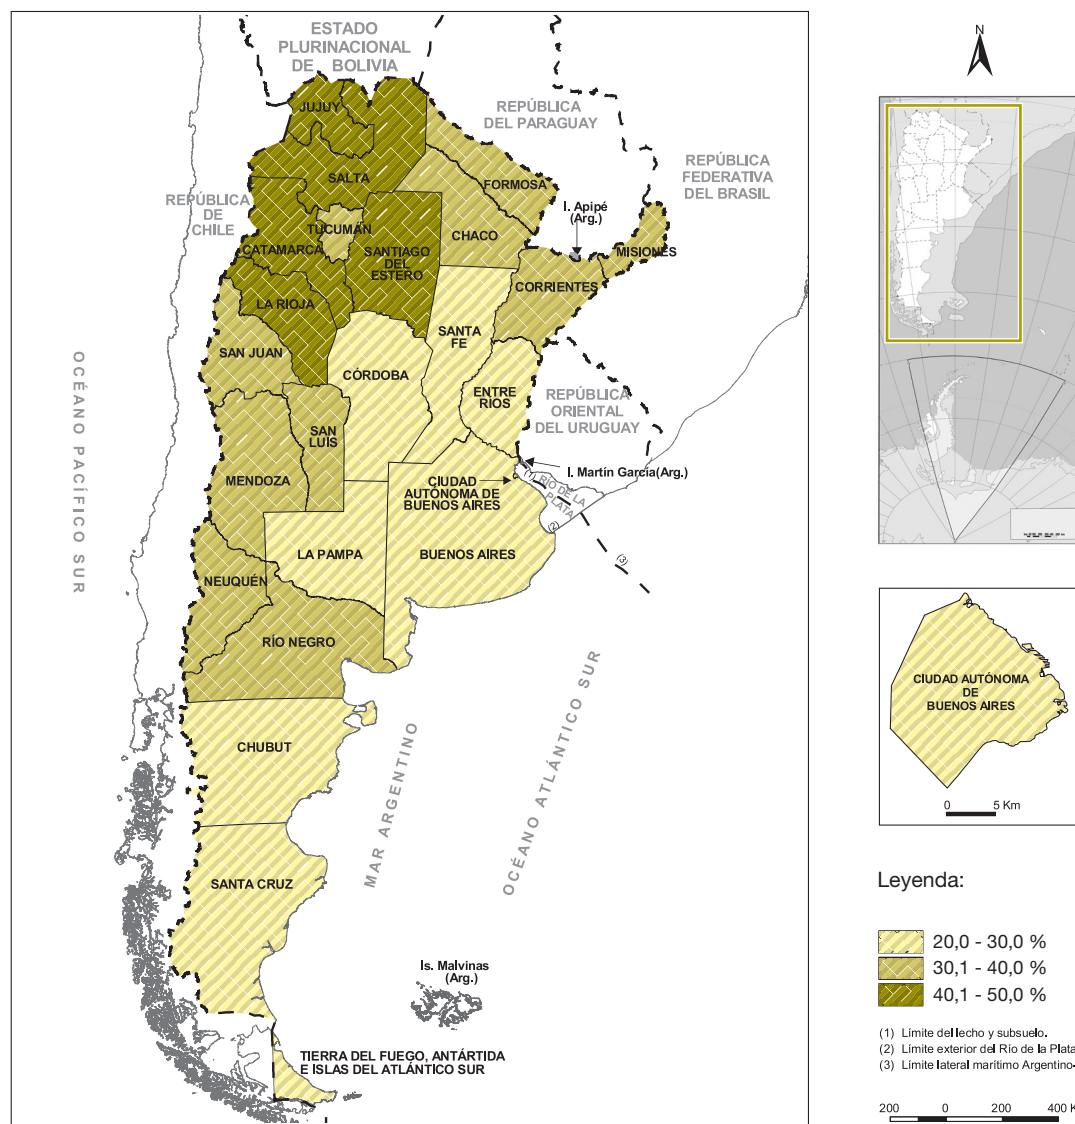 ESTADO
PLURINACIONAL
DE BOLIVIA
REPÚBLICA
DEL PARAGUAY
REPÚBLICA
FEDERATIVA
DEL BRASIL
REPÚBLICA
DE
CHILE
JUJUY
SALTA
FORMOSA
I. Apipé
(Arg.)
TUCUMÁN
CATAMARCA
SANTIAGO
DEL
ESTERO
CHACO
MISIONES
CORRIENTES
LA RIOJA
SANTA
FE
SAN JUAN
CÓRDOBA
ENTRE
RÍOS
REPÚBLICA
ORIENTAL
DEL URUGUAY
SAN
LUÍS
MENDOZA
I. Martín García(Arg.)
CIUDAD
AUTÓNOMA DE
BUENOS AIRES
(1)
RÍO DE LA
PLATA
(2)
(3)
LA PAMPA
BUENOS AIRES
NEUQUÉN
RÍO NEGRO
CHUBUT
SANTA CRUZ
OCÉANO PACÍFICO SUR
MAR ARGENTINO
OCÉANO ATLÁNTICO SUR
Is. Malvinas
(Arg.)
TIERRA DEL FUEGO, ANTÁRTIDA
E ISLAS DEL ATLÁNTICO SUR
N
CIUDAD AUTÓNOMA
DE
BUENOS AIRES
0 5 Km
Leyenda:
20,0 - 30,0 %
30,1 - 40,0 %
40,1 - 50,0 %
(1) Límite del lecho y subsuelo.
(2) Límite exterior del Río de la Plata
(3) Límite lateral marítimo Argentino-
200 0 200 400 K